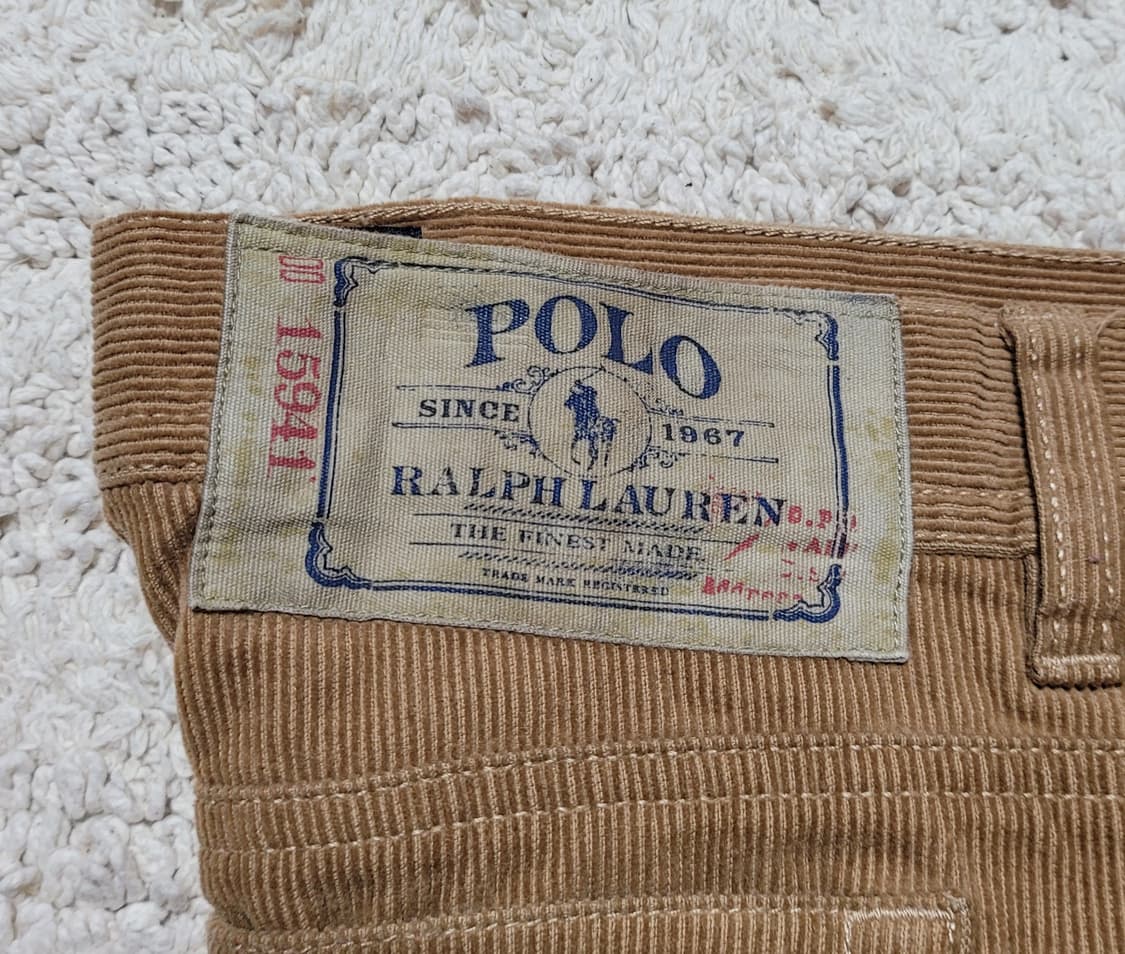 15941
POLO
SINCE 1967
RALPH LAUREN
THE FINEST MADE
TRADE MARK REGISTERED